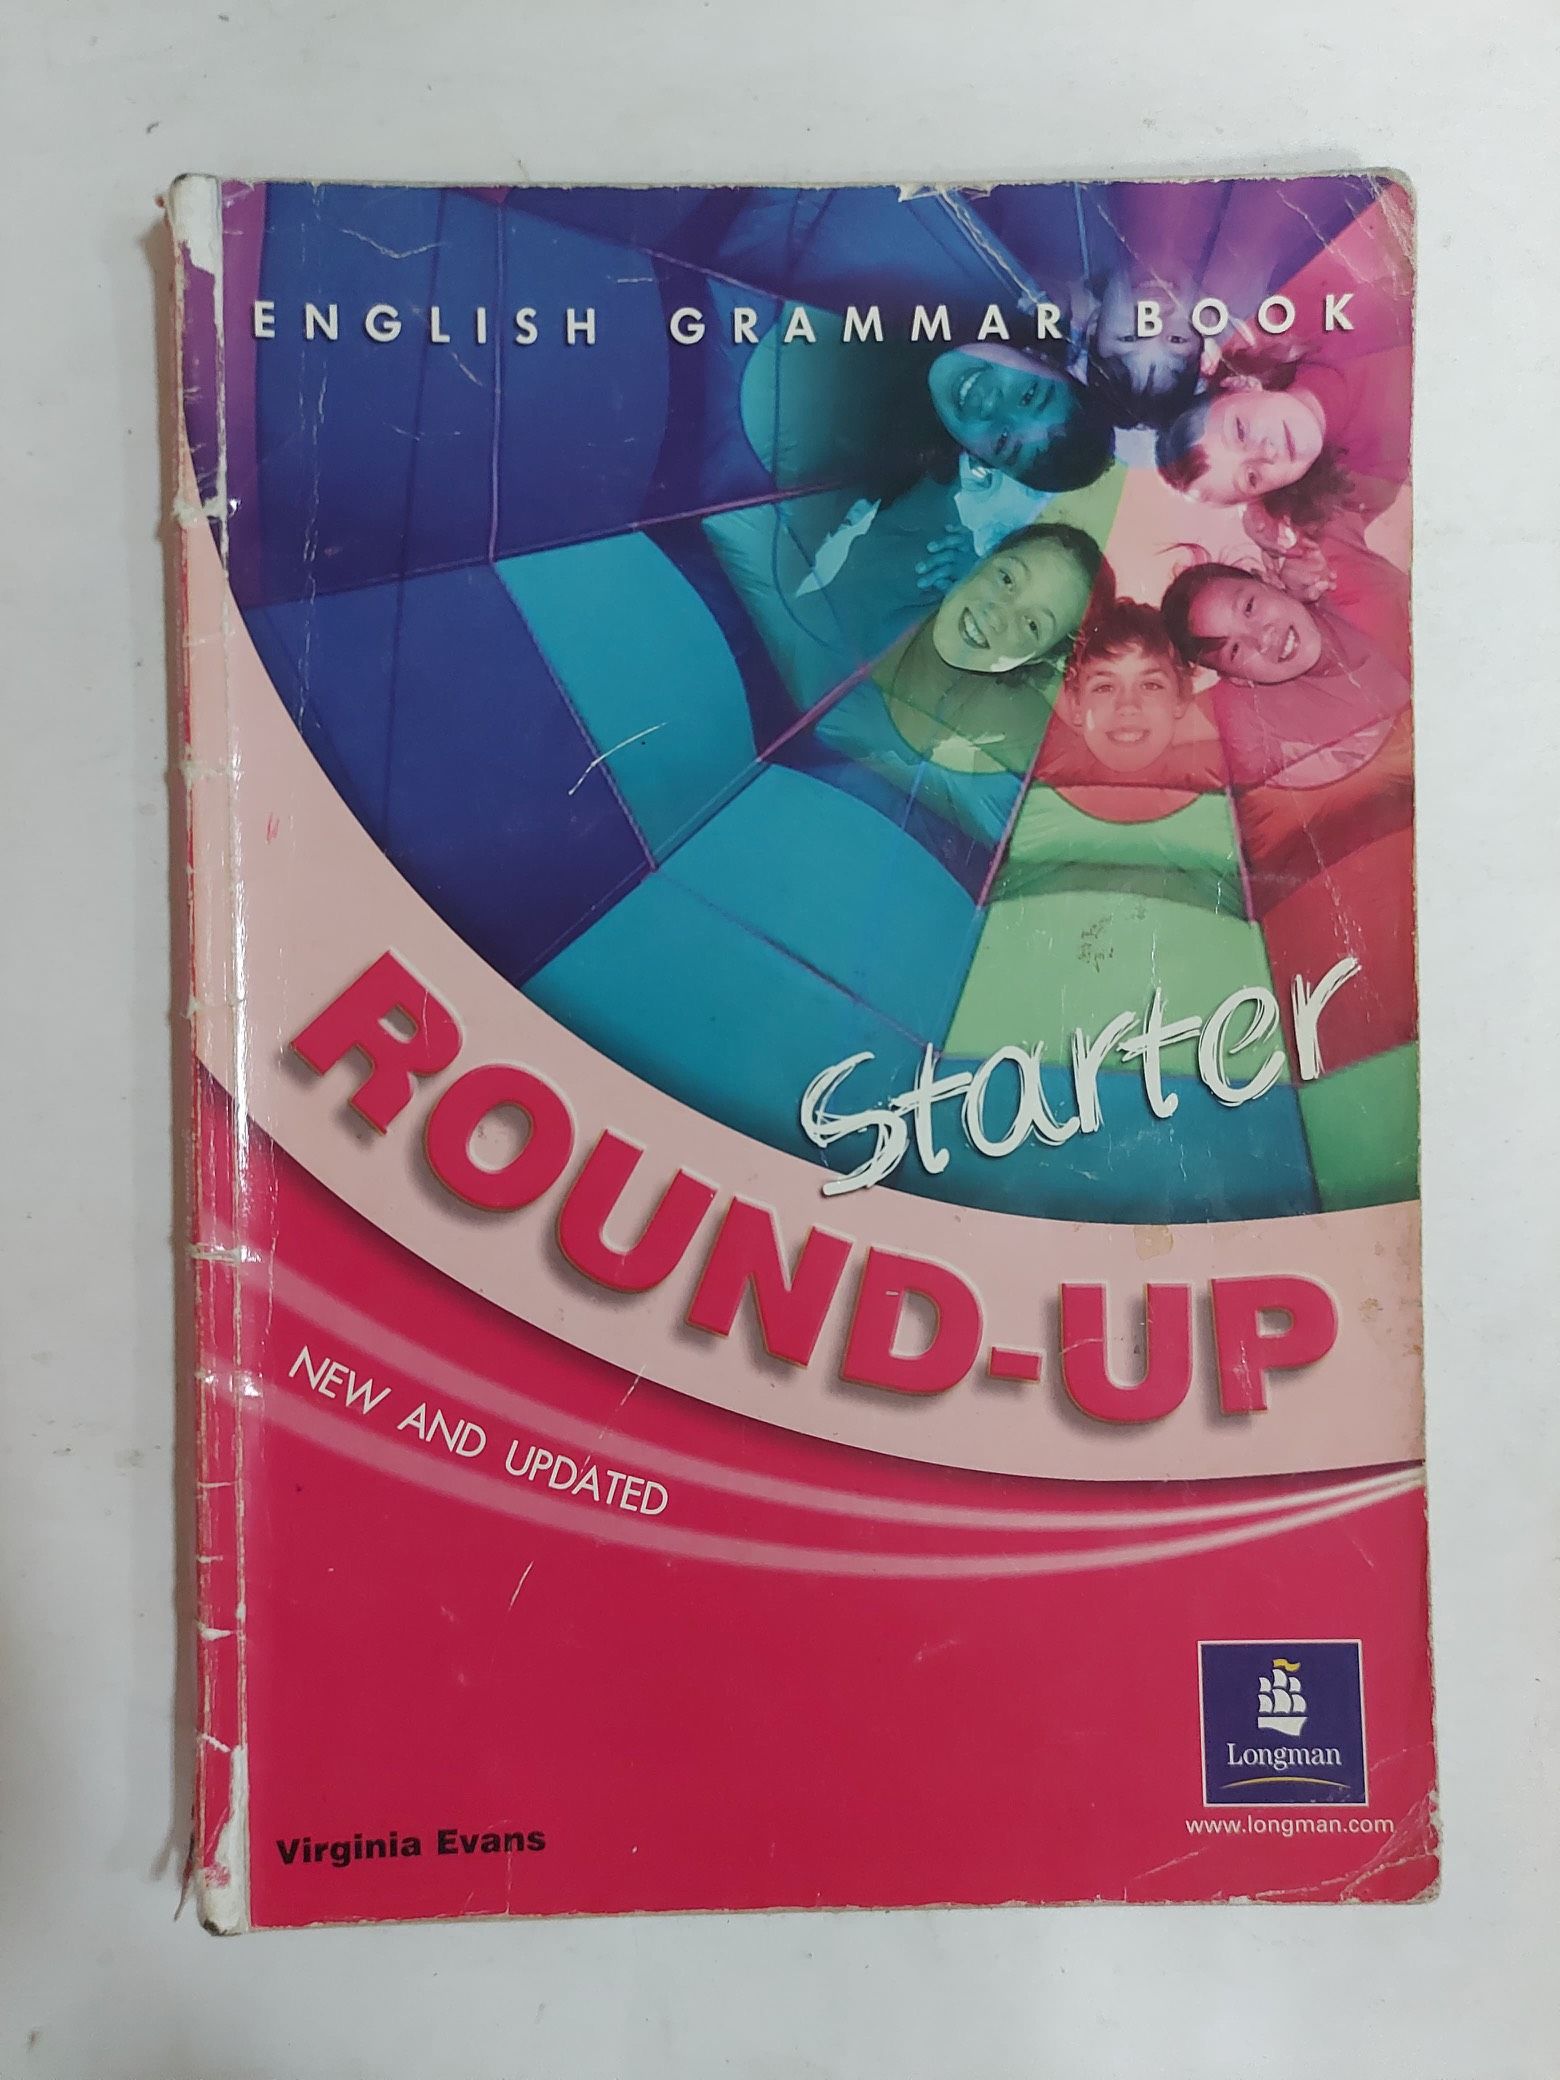 ENGLISH GRAMMAR BOOK
Starter
ROUND-UP
NEW AND UPDATED
Longman
www.longman.com
Virginia Evans